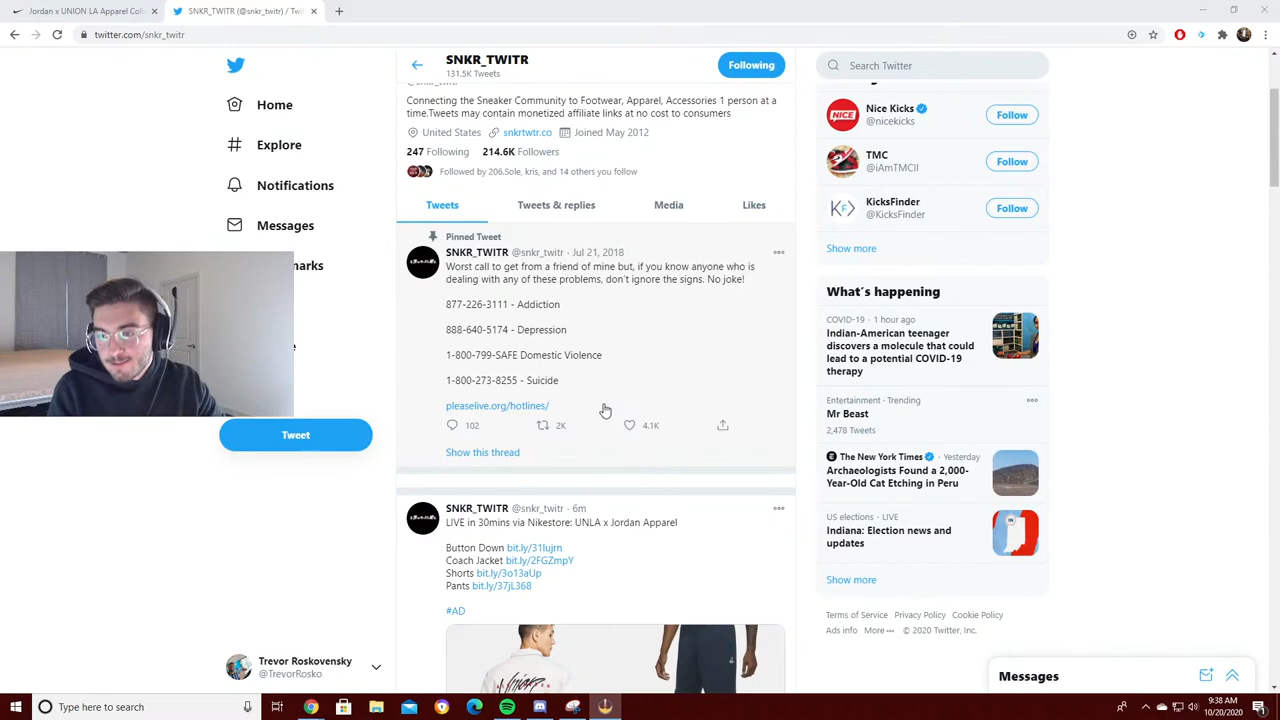 Jordan x UNION LA Apparel Coll
SNKR_TWITR (@snkr_twitr) / Twit
twitter.com/snkr_twitr
SNKR_TWITR
131.5K Tweets
Following
Search Twitter
Connecting the Sneaker Community to Footwear, Apparel, Accessories 1 person at a
time.Tweets may contain monetized affiliate links at no cost to consumers
United States snkrtwtr.co Joined May 2012
247 Following 214.6K Followers
Followed by 206.Sole, kris, and 14 others you follow
Tweets Tweets & replies Media Likes
Home
Explore
Notifications
Messages
marks
Tweet
Trevor Roskovensky
@TrevorRosko
Pinned Tweet
SNKR_TWITR @snkr_twitr · Jul 21, 2018
Worst call to get from a friend of mine but, if you know anyone who is
dealing with any of these problems, don't ignore the signs. No joke!
877-226-3111 - Addiction
888-640-5174 - Depression
1-800-799-SAFE Domestic Violence
1-800-273-8255 - Suicide
pleaselive.org/hotlines/
102 2K 4.1K
Show this thread
SNKR_TWITR @snkr_twitr · 6m
LIVE in 30mins via Nikestore: UNLA x Jordan Apparel
Button Down bit.ly/31lujrn
Coach Jacket bit.ly/2FGZmpY
Shorts bit.ly/3o13aUp
Pants bit.ly/37jL368
#AD
NICE
Nice Kicks
@nicekicks
Follow
TMC
@iAmTMCII
Follow
KF
KicksFinder
@KicksFinder
Follow
Show more
What's happening
COVID-19 · 1 hour ago
Indian-American teenager
discovers a molecule that could
lead to a potential COVID-19
therapy
Entertainment · Trending
Mr Beast
2,478 Tweets
The New York Times · Yesterday
Archaeologists Found a 2,000-
Year-Old Cat Etching in Peru
US elections · LIVE
Indiana: Election news and
updates
Show more
Terms of Service Privacy Policy Cookie Policy
Ads info More © 2020 Twitter, Inc.
Messages
Type here to search
9:38 AM
10/20/2020